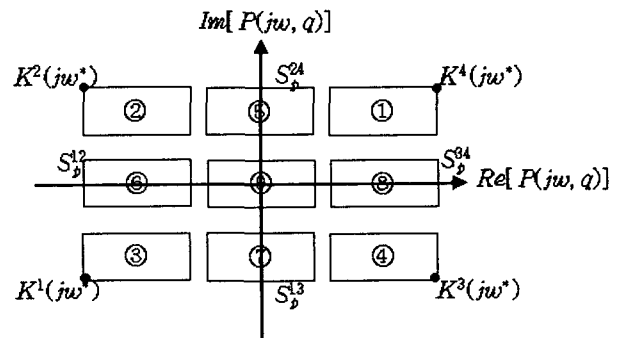 Im[ P(jw, q)]
K²(jw*) S_p^24 K⁴(jw*)
② ⑤ ①
S_p^12 S_p^34
⑥ ⑨ ⑧ Re[ P(jw, q)]
③ ⑦ ④
K¹(jw*) S_p^13 K³(jw*)